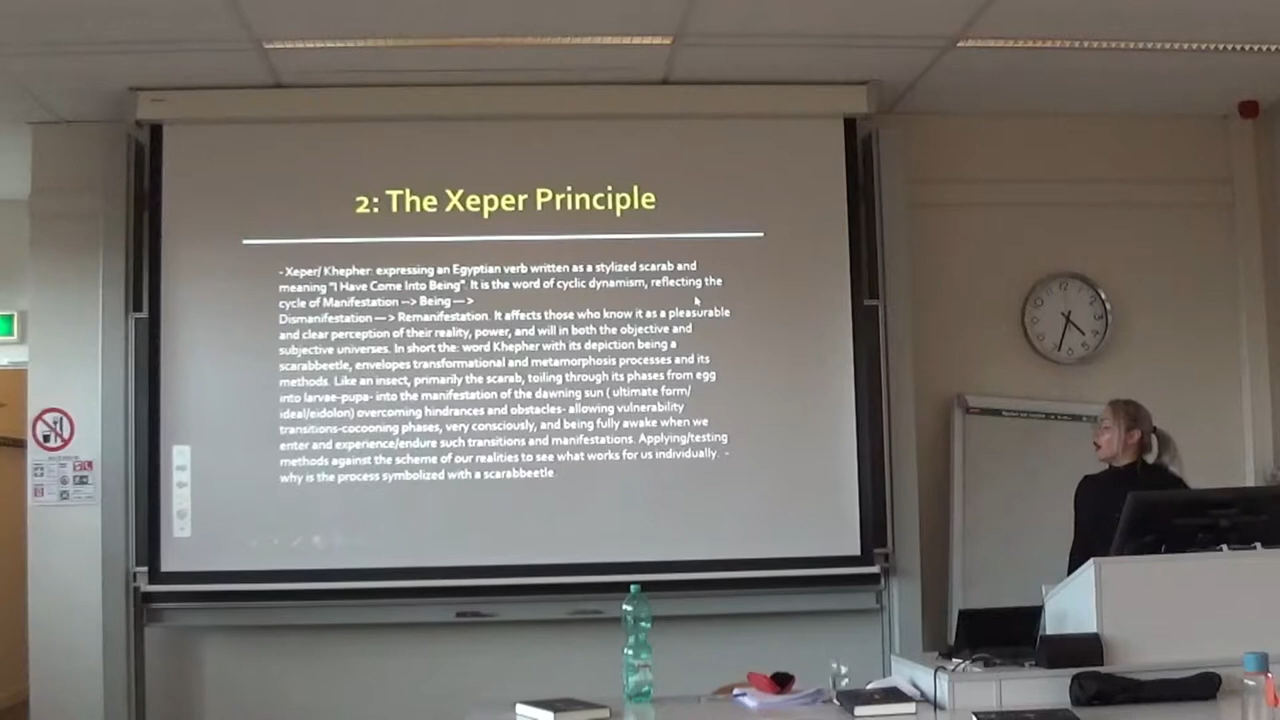 2: The Xeper Principle
- Xeper/ Khepher: expressing an Egyptian verb written as a stylized scarab and
meaning "I Have Come Into Being". It is the word of cyclic dynamism, reflecting the
cycle of Manifestation —> Being —>
Dismanifestation —> Remanifestation. It affects those who know it as a pleasurable
and clear perception of their reality, power, and will in both the objective and
subjective universes. In short the: word Khepher with its depiction being a
scarabbeetle, envelopes transformational and metamorphosis processes and its
methods. Like an insect, primarily the scarab, toiling through its phases from egg
into larvae-pupa- into the manifestation of the dawning sun ( ultimate form/
ideal/eidolon) overcoming hindrances and obstacles- allowing vulnerability
transitions-cocooning phases, very consciously, and being fully awake when we
enter and experience/endure such transitions and manifestations. Applying/testing
methods against the scheme of our realities to see what works for us individually. -
why is the process symbolized with a scarabbeetle